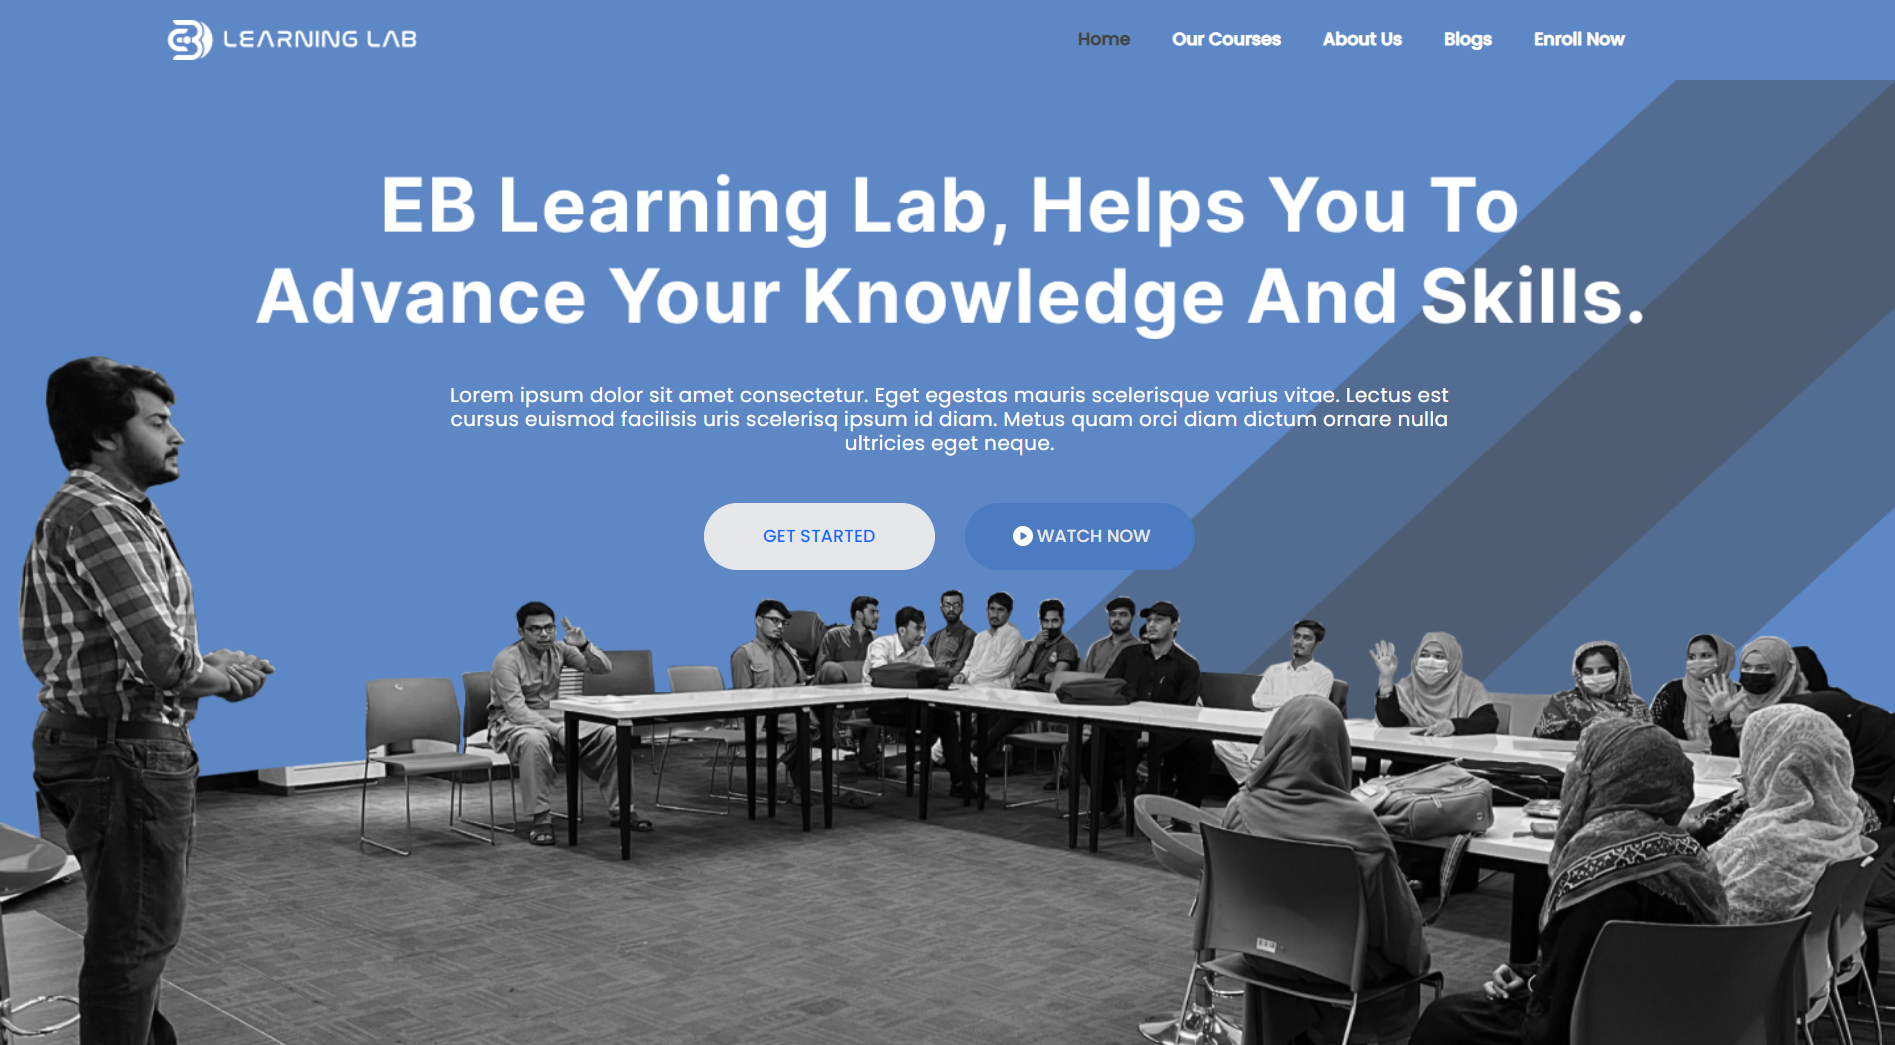 LEARNING LAB
Home Our Courses About Us Blogs Enroll Now
EB Learning Lab, Helps You To
Advance Your Knowledge And Skills.
Lorem ipsum dolor sit amet consectetur. Eget egestas mauris scelerisque varius vitae. Lectus est
cursus euismod facilisis uris scelerisq ipsum id diam. Metus quam orci diam dictum ornare nulla
ultricies eget neque.
GET STARTED
WATCH NOW